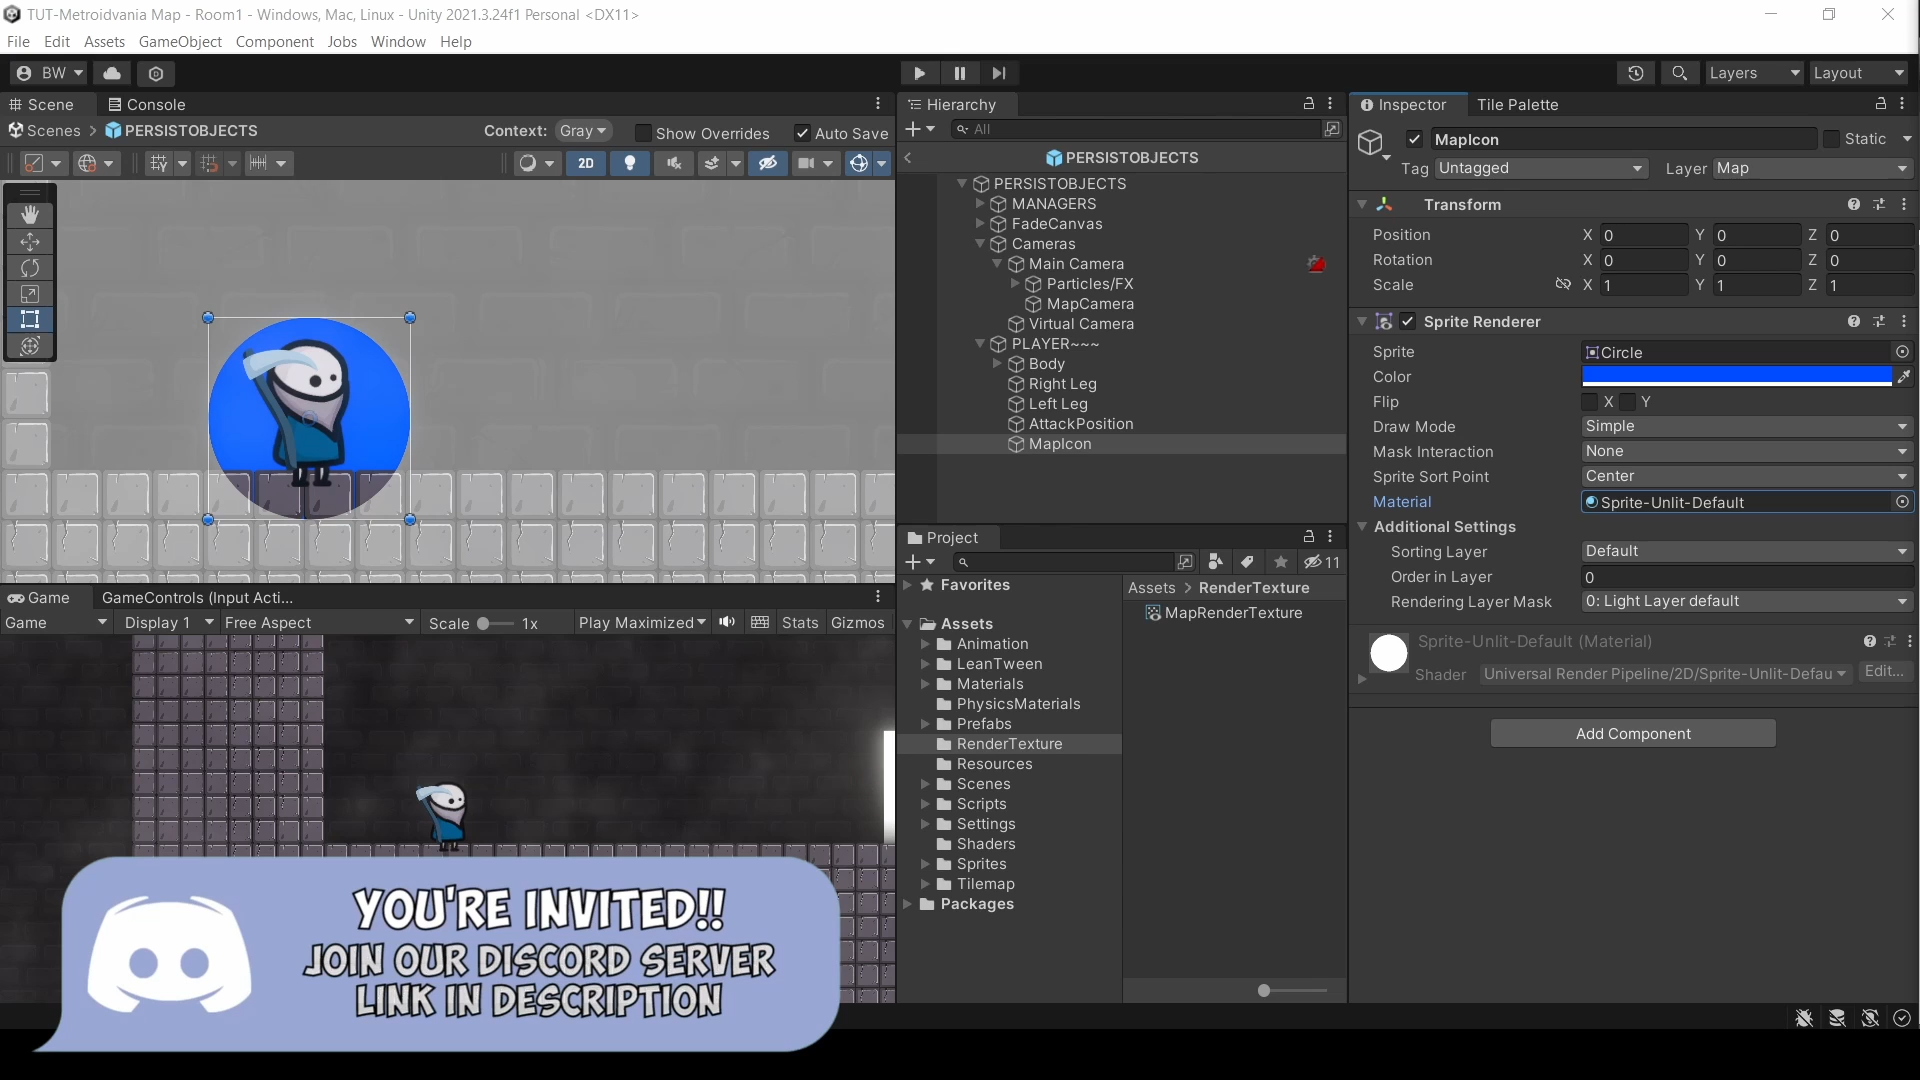 TUT-Metroidvania Map - Room1 - Windows, Mac, Linux - Unity 2021.3.24f1 Personal <DX11>
File Edit Assets GameObject Component Jobs Window Help
BW Layers Layout
Scene Console
Scenes > PERSISTOBJECTS Context: Gray Show Overrides Auto Save
2D
Hierarchy
All
PERSISTOBJECTS
PERSISTOBJECTS
MANAGERS
FadeCanvas
Cameras
Main Camera
Particles/FX
MapCamera
Virtual Camera
PLAYER~~~
Body
Right Leg
Left Leg
AttackPosition
MapIcon
Game GameControls (Input Acti...
Game Display 1 Free Aspect Scale 1x Play Maximized Stats Gizmos
YOU'RE INVITED!!
JOIN OUR DISCORD SERVER
LINK IN DESCRIPTION
Project
11
Favorites
Assets
Animation
LeanTween
Materials
PhysicsMaterials
Prefabs
RenderTexture
Resources
Scenes
Scripts
Settings
Shaders
Sprites
Tilemap
Packages
Assets > RenderTexture
MapRenderTexture
Inspector Tile Palette
MapIcon Static
Tag Untagged Layer Map
Transform
Position X 0 Y 0 Z 0
Rotation X 0 Y 0 Z 0
Scale X 1 Y 1 Z 1
Sprite Renderer
Sprite Circle
Color
Flip X Y
Draw Mode Simple
Mask Interaction None
Sprite Sort Point Center
Material Sprite-Unlit-Default
Additional Settings
Sorting Layer Default
Order in Layer 0
Rendering Layer Mask 0: Light Layer default
Sprite-Unlit-Default (Material)
Shader Universal Render Pipeline/2D/Sprite-Unlit-Defau Edit...
Add Component